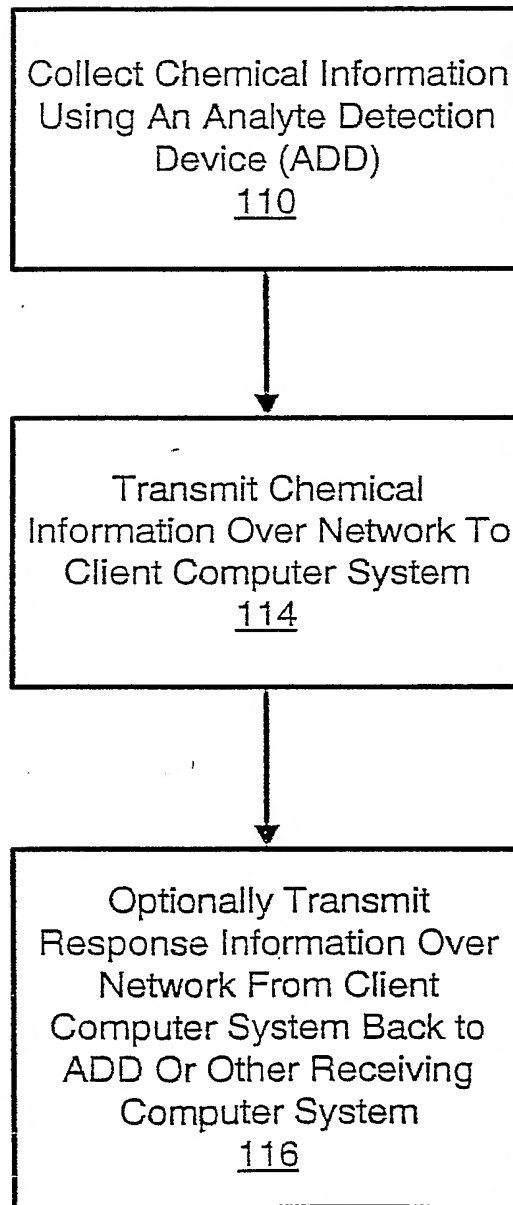 Collect Chemical Information
Using An Analyte Detection
Device (ADD)
110
Transmit Chemical
Information Over Network To
Client Computer System
114
Optionally Transmit
Response Information Over
Network From Client
Computer System Back to
ADD Or Other Receiving
Computer System
116